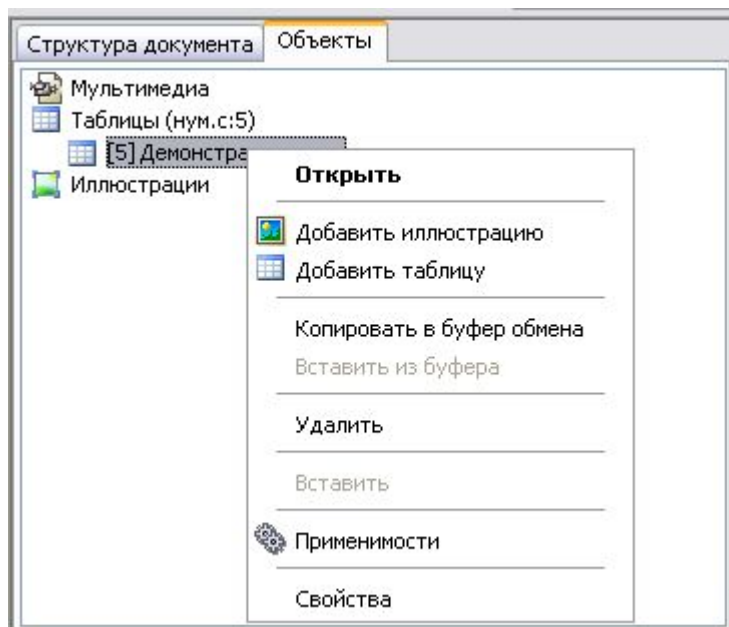 Структура документа Объекты
Мультимедиа
Таблицы (нум.с:5)
[5] Демонстра
Иллюстрации
Открыть
Добавить иллюстрацию
Добавить таблицу
Копировать в буфер обмена
Вставить из буфера
Удалить
Вставить
Применимости
Свойства